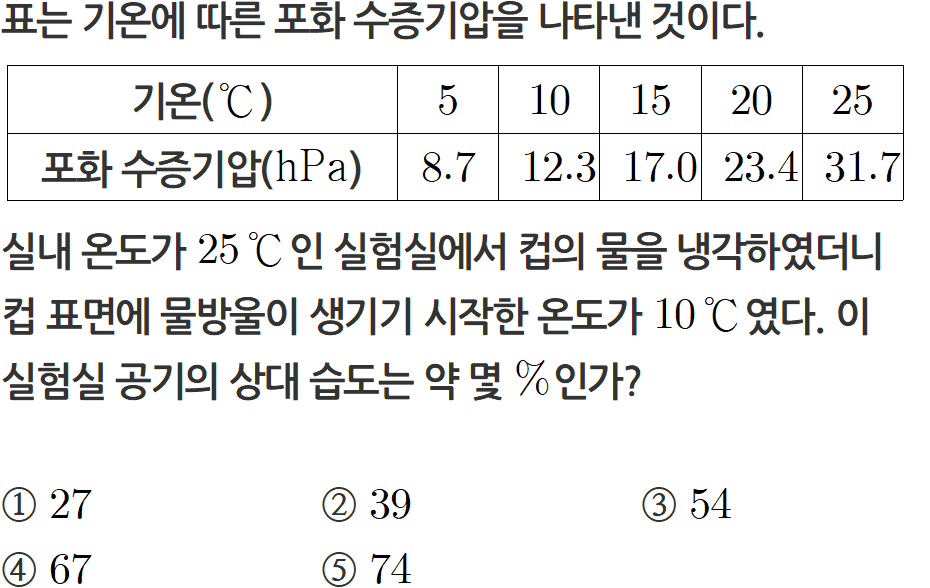 표는 기온에 따른 포화 수증기압을 나타낸 것이다.
기온(℃) 5 10 15 20 25
포화 수증기압(hPa) 8.7 12.3 17.0 23.4 31.7
실내 온도가 25℃인 실험실에서 컵의 물을 냉각하였더니
컵 표면에 물방울이 생기기 시작한 온도가 10℃였다. 이
실험실 공기의 상대 습도는 약 몇 %인가?
① 27 ② 39 ③ 54
④ 67 ⑤ 74